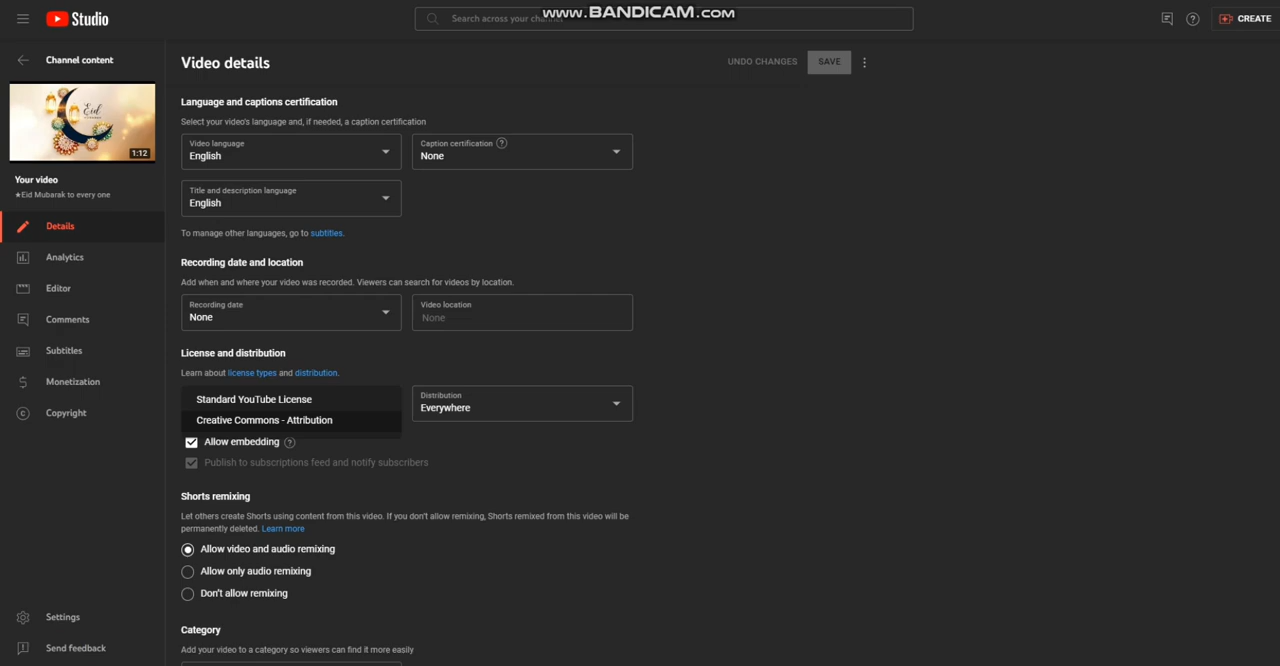 Studio
Search across your channel
www.BANDICAM.com
CREATE
Channel content
Eid
1:12
Your video
★Eid Mubarak to every one
Details
Analytics
Editor
Comments
Subtitles
Monetization
Copyright
Settings
Send feedback
Video details
UNDO CHANGES
SAVE
Language and captions certification
Select your video's language and, if needed, a caption certification
Video language
English
Caption certification ?
None
Title and description language
English
To manage other languages, go to subtitles.
Recording date and location
Add when and where your video was recorded. Viewers can search for videos by location.
Recording date
None
Video location
None
License and distribution
Learn about license types and distribution.
Standard YouTube License
Creative Commons - Attribution
Distribution
Everywhere
Allow embedding ?
Publish to subscriptions feed and notify subscribers
Shorts remixing
Let others create Shorts using content from this video. If you don't allow remixing, Shorts remixed from this video will be
permanently deleted. Learn more
Allow video and audio remixing
Allow only audio remixing
Don't allow remixing
Category
Add your video to a category so viewers can find it more easily